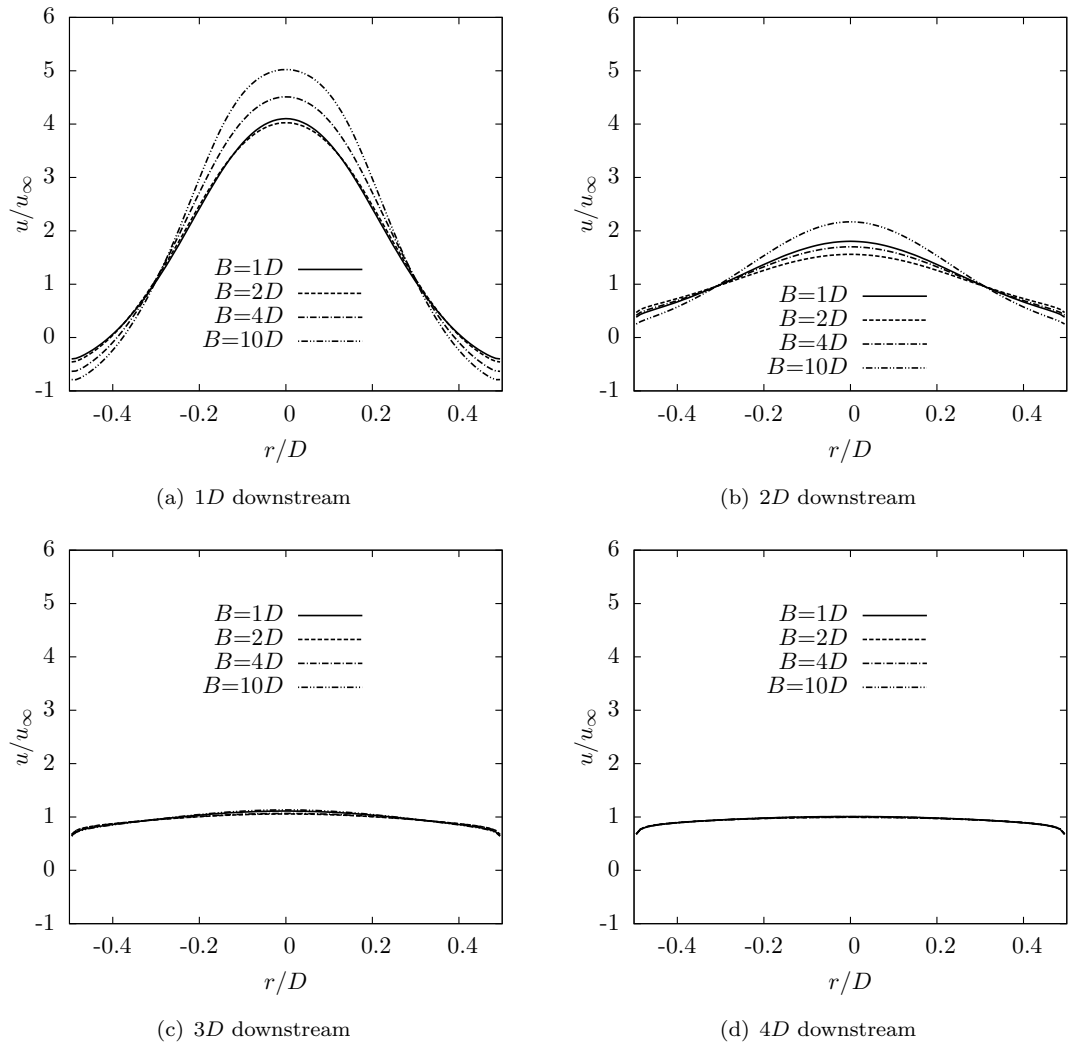 6
5
4
3
2
1
0
-1
u/u∞
B=1D
B=2D
B=4D
B=10D
-0.4 -0.2 0 0.2 0.4
r/D
(a) 1D downstream
6
5
4
3
2
1
0
-1
u/u∞
B=1D
B=2D
B=4D
B=10D
-0.4 -0.2 0 0.2 0.4
r/D
(b) 2D downstream
6
5
4
3
2
1
0
-1
u/u∞
B=1D
B=2D
B=4D
B=10D
-0.4 -0.2 0 0.2 0.4
r/D
(c) 3D downstream
6
5
4
3
2
1
0
-1
u/u∞
B=1D
B=2D
B=4D
B=10D
-0.4 -0.2 0 0.2 0.4
r/D
(d) 4D downstream